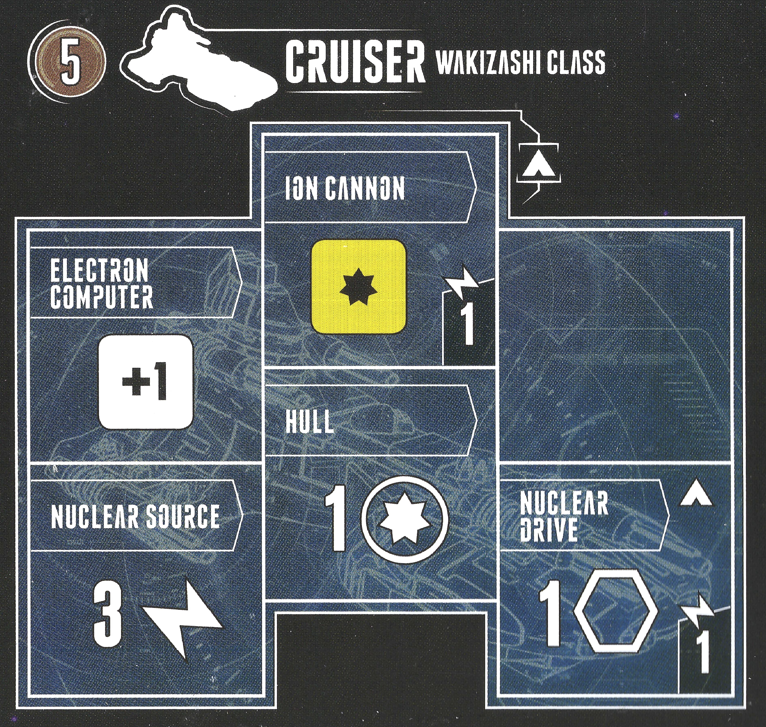 5
CRUISER WAKIZASHI CLASS
ION CANNON
1
ELECTRON
COMPUTER
+1
HULL
1
NUCLEAR SOURCE
3
NUCLEAR
DRIVE
1
1